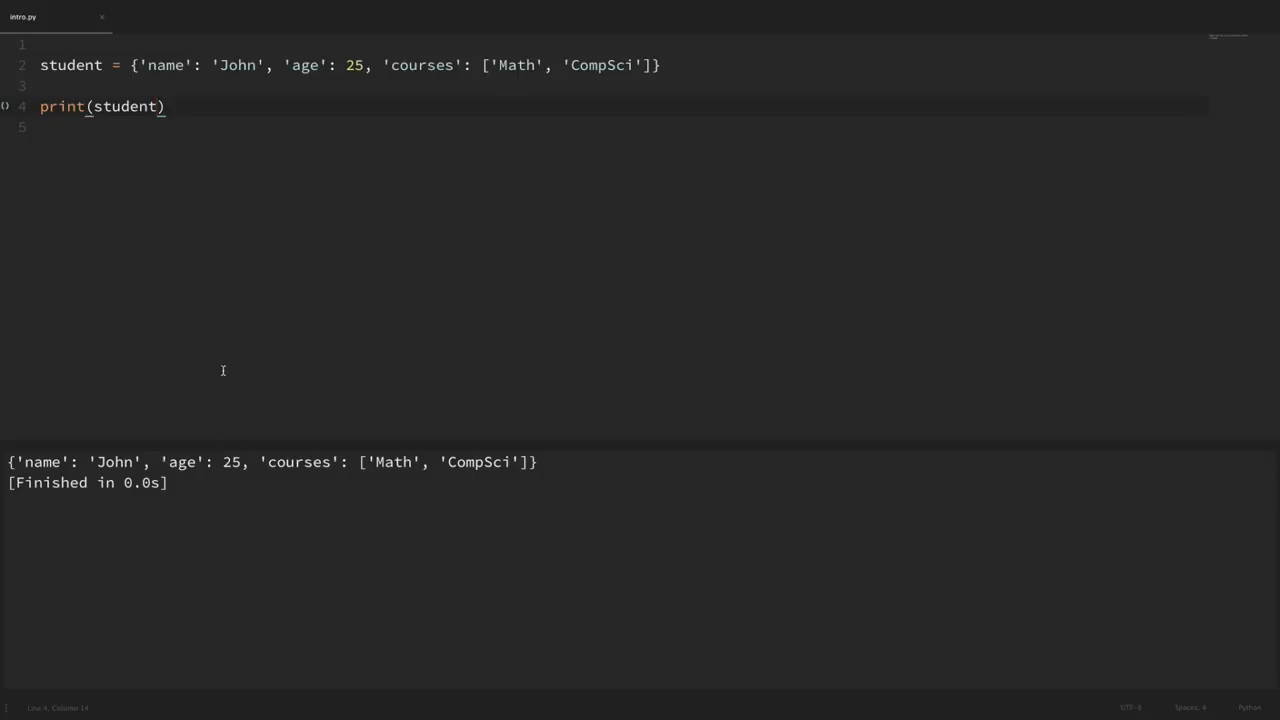 intro.py ×
1
2 student = {'name': 'John', 'age': 25, 'courses': ['Math', 'CompSci']}
3
{} 4 print(student)
5
{'name': 'John', 'age': 25, 'courses': ['Math', 'CompSci']}
[Finished in 0.0s]
Line 4, Column 14 UTF-8 Spaces: 4 Python